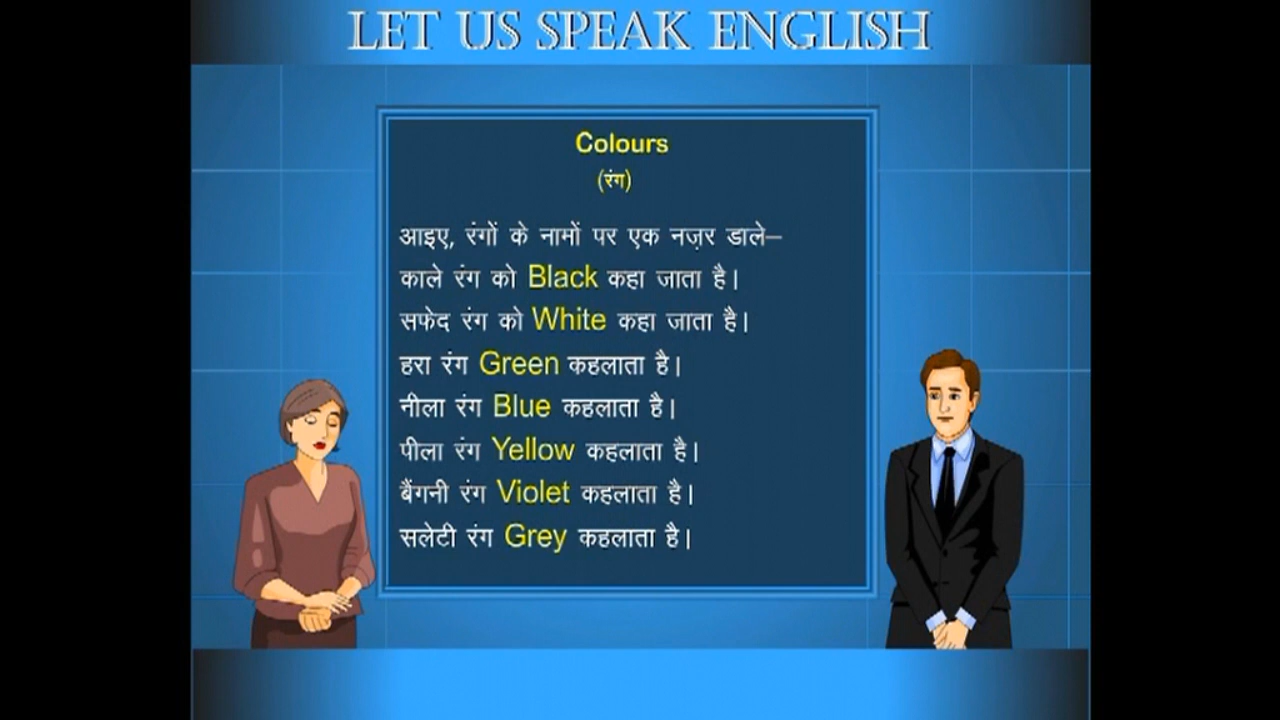 LET US SPEAK ENGLISH
Colours
(रंग)
आइए, रंगों के नामों पर एक नज़र डाले–
काले रंग को Black कहा जाता है।
सफेद रंग को White कहा जाता है।
हरा रंग Green कहलाता है।
नीला रंग Blue कहलाता है।
पीला रंग Yellow कहलाता है।
बैंगनी रंग Violet कहलाता है।
सलेटी रंग Grey कहलाता है।